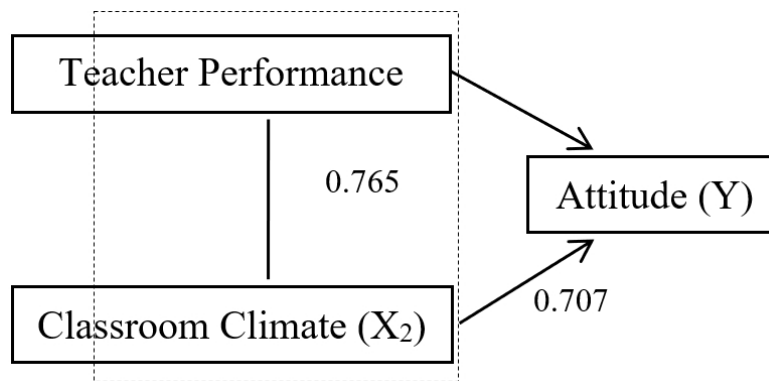 Teacher Performance
0.765
Attitude (Y)
Classroom Climate (X₂)
0.707